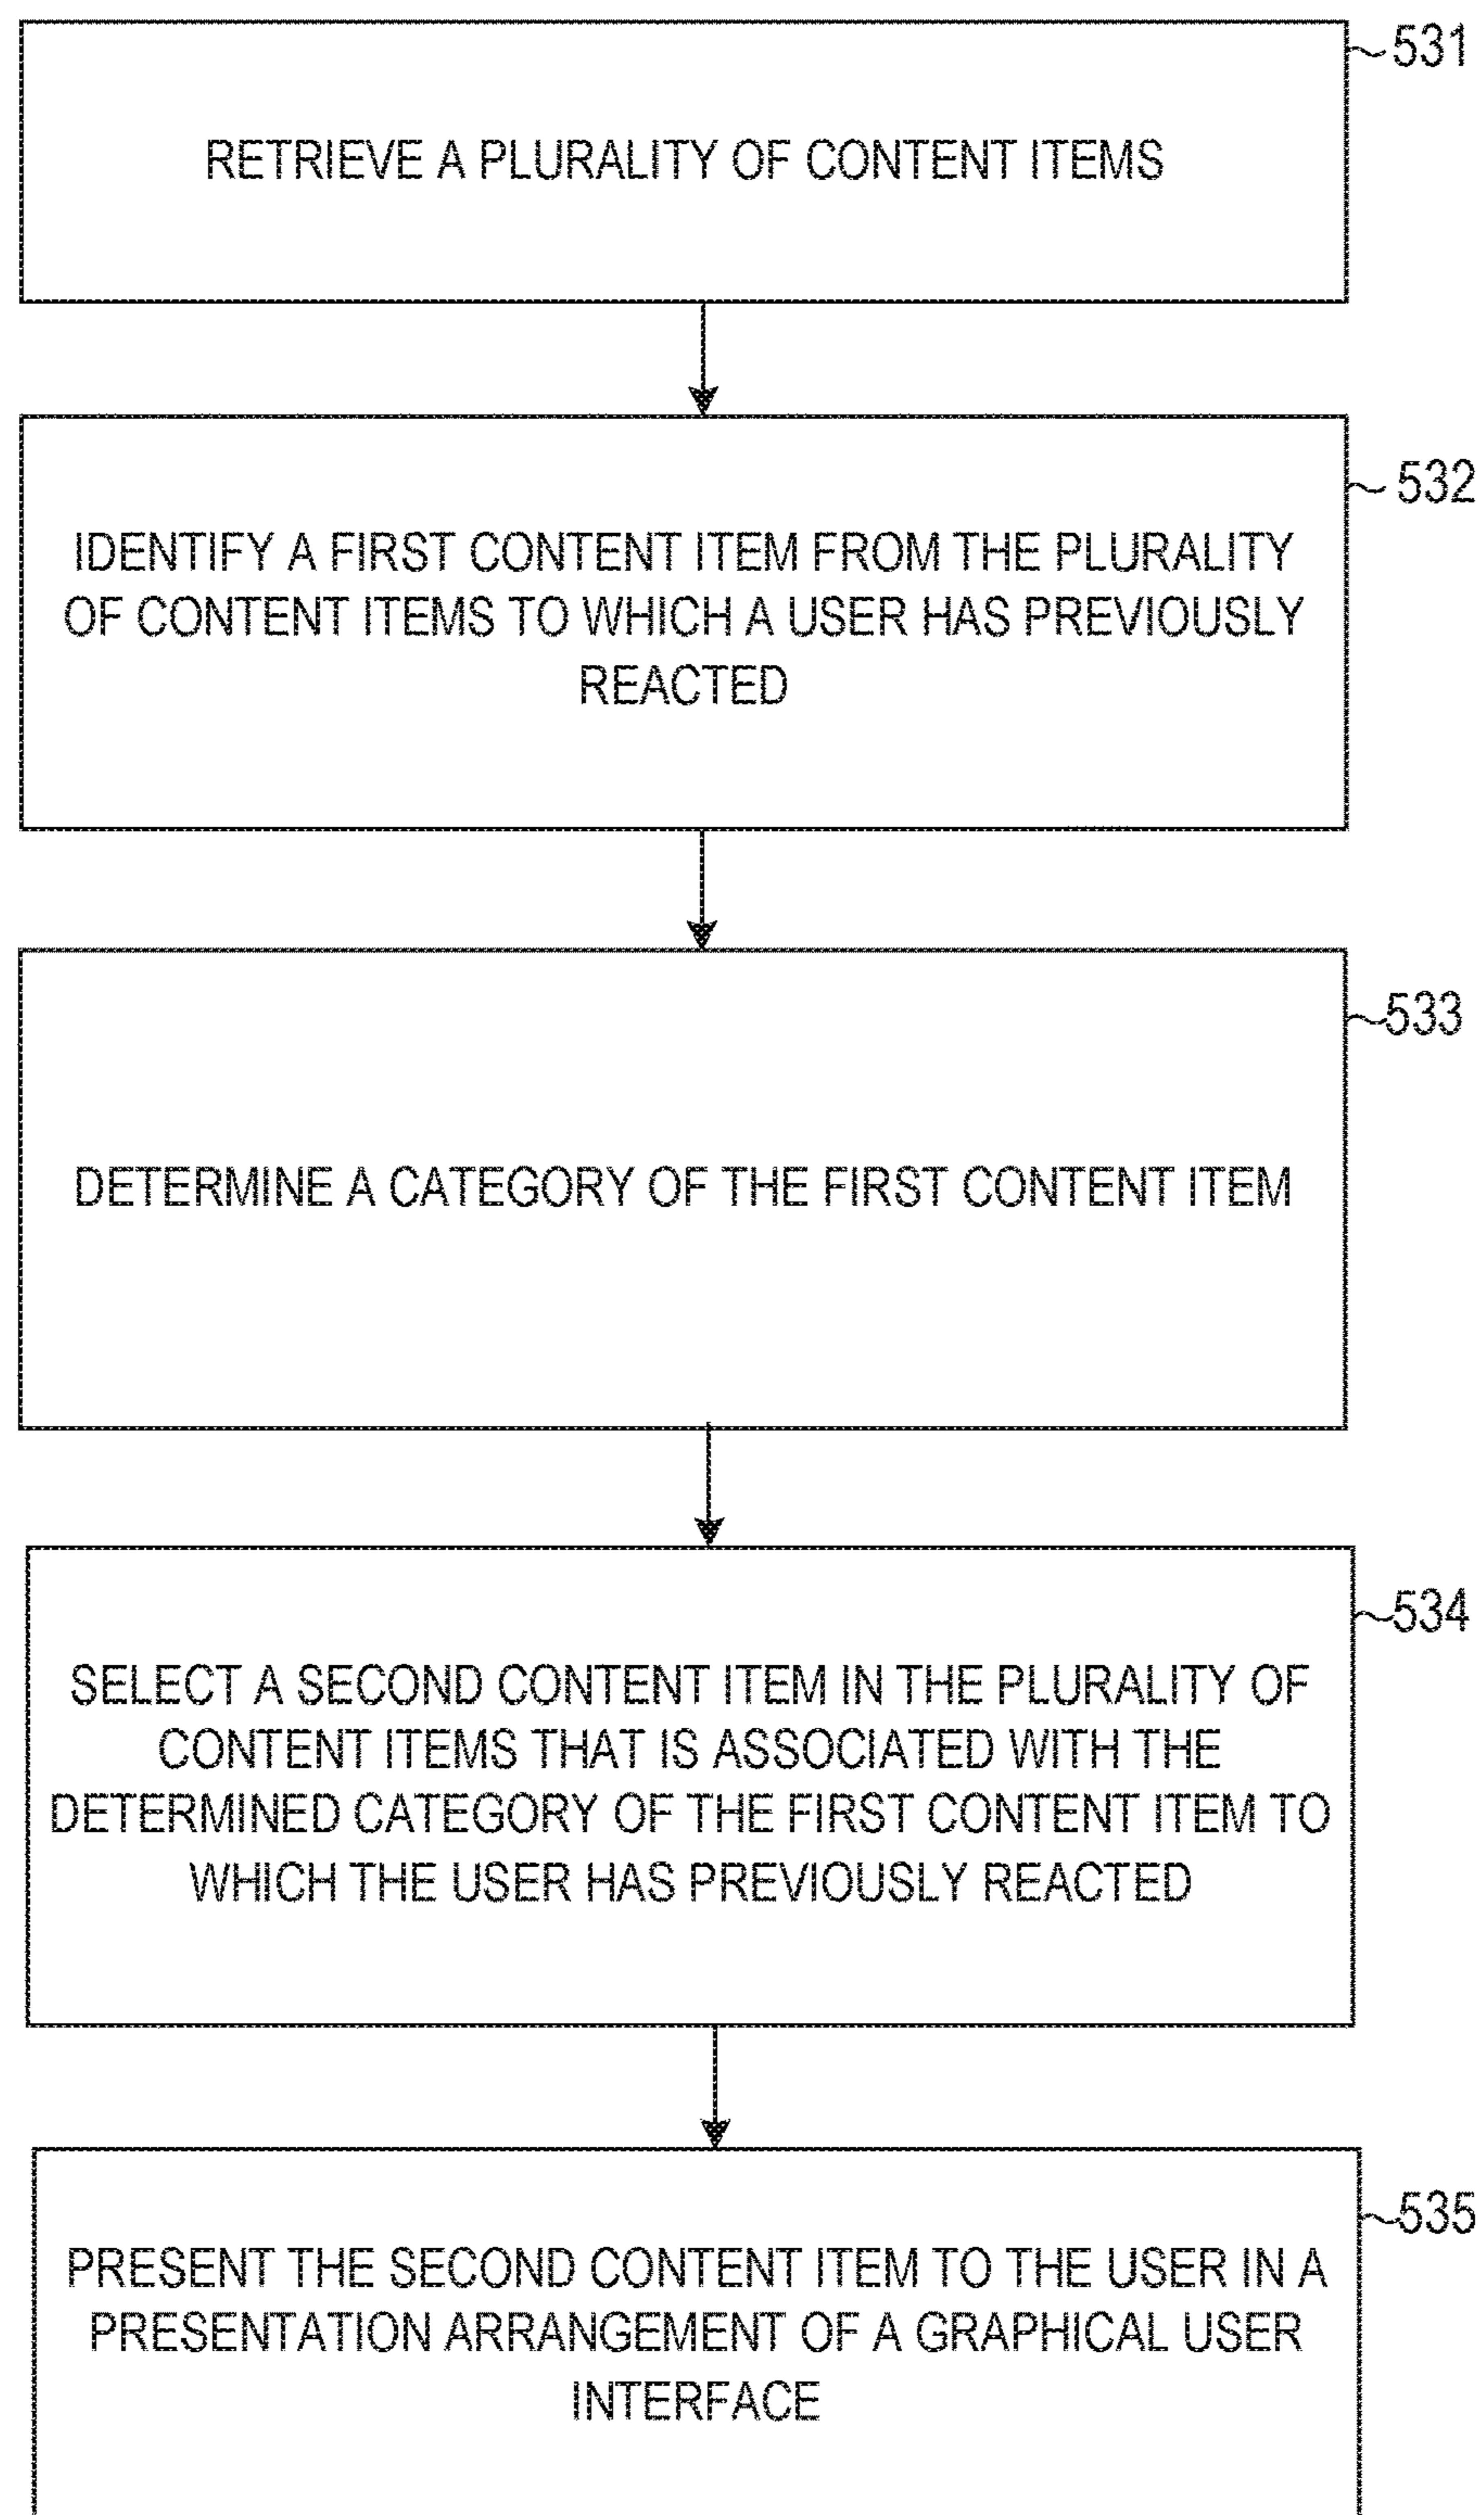 531
RETRIEVE A PLURALITY OF CONTENT ITEMS
532
IDENTIFY A FIRST CONTENT ITEM FROM THE PLURALITY
OF CONTENT ITEMS TO WHICH A USER HAS PREVIOUSLY
REACTED
533
DETERMINE A CATEGORY OF THE FIRST CONTENT ITEM
534
SELECT A SECOND CONTENT ITEM IN THE PLURALITY OF
CONTENT ITEMS THAT IS ASSOCIATED WITH THE
DETERMINED CATEGORY OF THE FIRST CONTENT ITEM TO
WHICH THE USER HAS PREVIOUSLY REACTED
535
PRESENT THE SECOND CONTENT ITEM TO THE USER IN A
PRESENTATION ARRANGEMENT OF A GRAPHICAL USER
INTERFACE